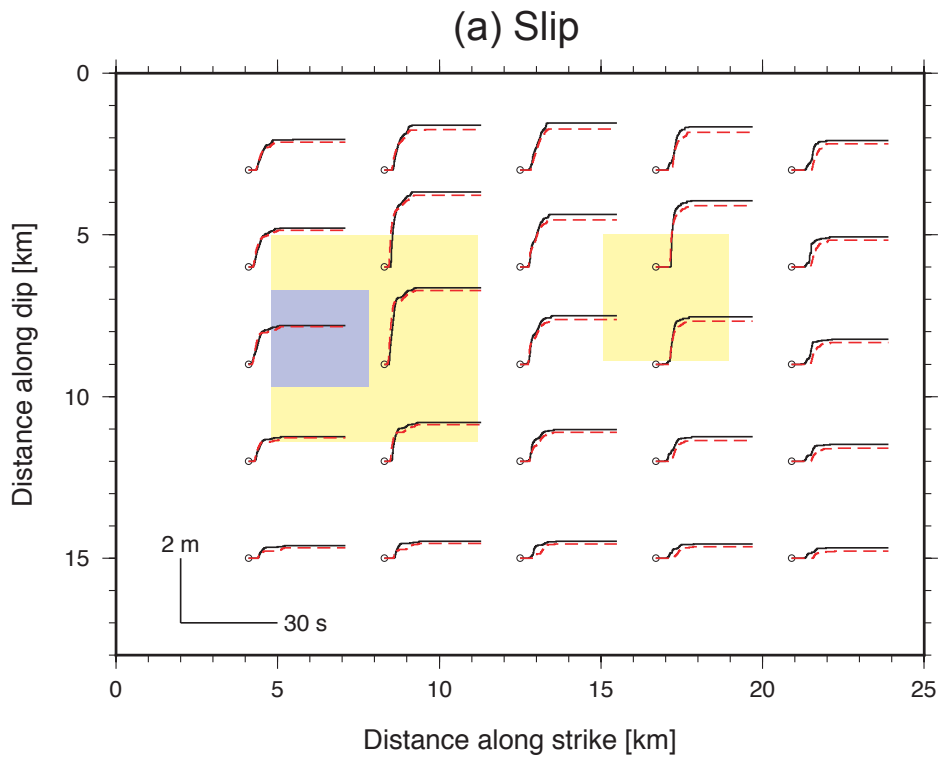 (a) Slip
0
5
10
15
Distance along dip [km]
2 m
30 s
0 5 10 15 20 25
Distance along strike [km]